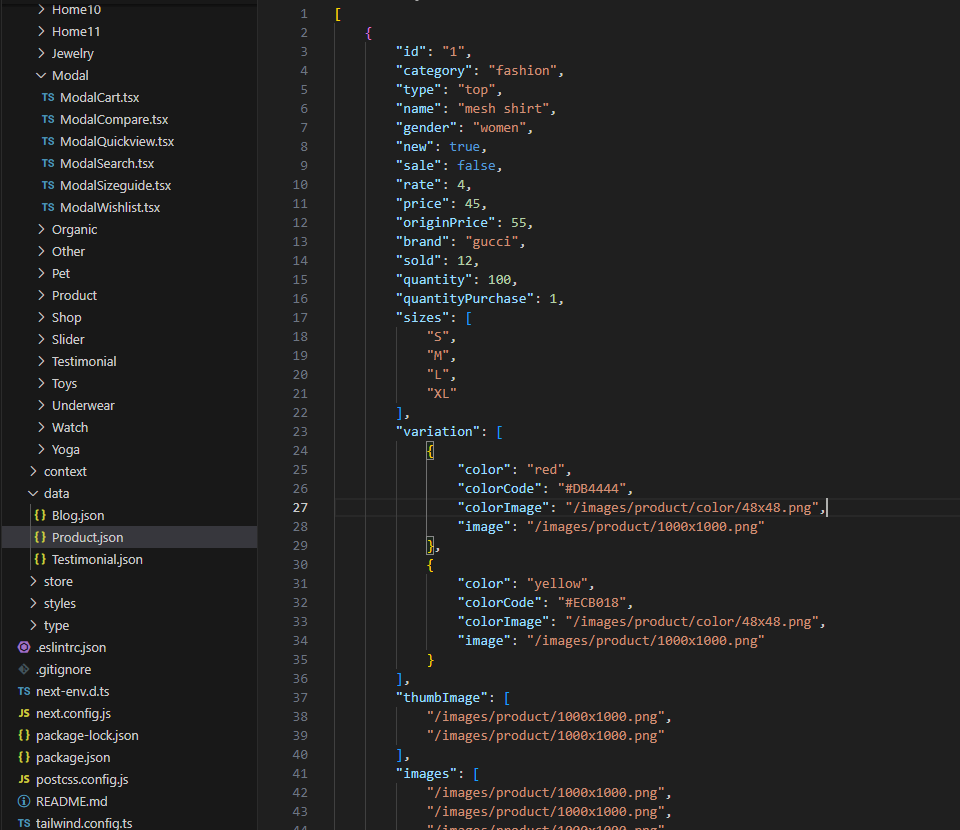 Home10
Home11
Jewelry
Modal
TS ModalCart.tsx
TS ModalCompare.tsx
TS ModalQuickview.tsx
TS ModalSearch.tsx
TS ModalSizeguide.tsx
TS ModalWishlist.tsx
Organic
Other
Pet
Product
Shop
Slider
Testimonial
Toys
Underwear
Watch
Yoga
context
data
{} Blog.json
{} Product.json
{} Testimonial.json
store
styles
type
.eslintrc.json
.gitignore
TS next-env.d.ts
JS next.config.js
{} package-lock.json
{} package.json
JS postcss.config.js
README.md
TS tailwind.config.ts
1 [
2 {
3 "id": "1",
4 "category": "fashion",
5 "type": "top",
6 "name": "mesh shirt",
7 "gender": "women",
8 "new": true,
9 "sale": false,
10 "rate": 4,
11 "price": 45,
12 "originPrice": 55,
13 "brand": "gucci",
14 "sold": 12,
15 "quantity": 100,
16 "quantityPurchase": 1,
17 "sizes": [
18 "S",
19 "M",
20 "L",
21 "XL"
22 ],
23 "variation": [
24 {
25 "color": "red",
26 "colorCode": "#DB4444",
27 "colorImage": "/images/product/color/48x48.png",
28 "image": "/images/product/1000x1000.png"
29 },
30 {
31 "color": "yellow",
32 "colorCode": "#ECB018",
33 "colorImage": "/images/product/color/48x48.png",
34 "image": "/images/product/1000x1000.png"
35 }
36 ],
37 "thumbImage": [
38 "/images/product/1000x1000.png",
39 "/images/product/1000x1000.png"
40 ],
41 "images": [
42 "/images/product/1000x1000.png",
43 "/images/product/1000x1000.png",